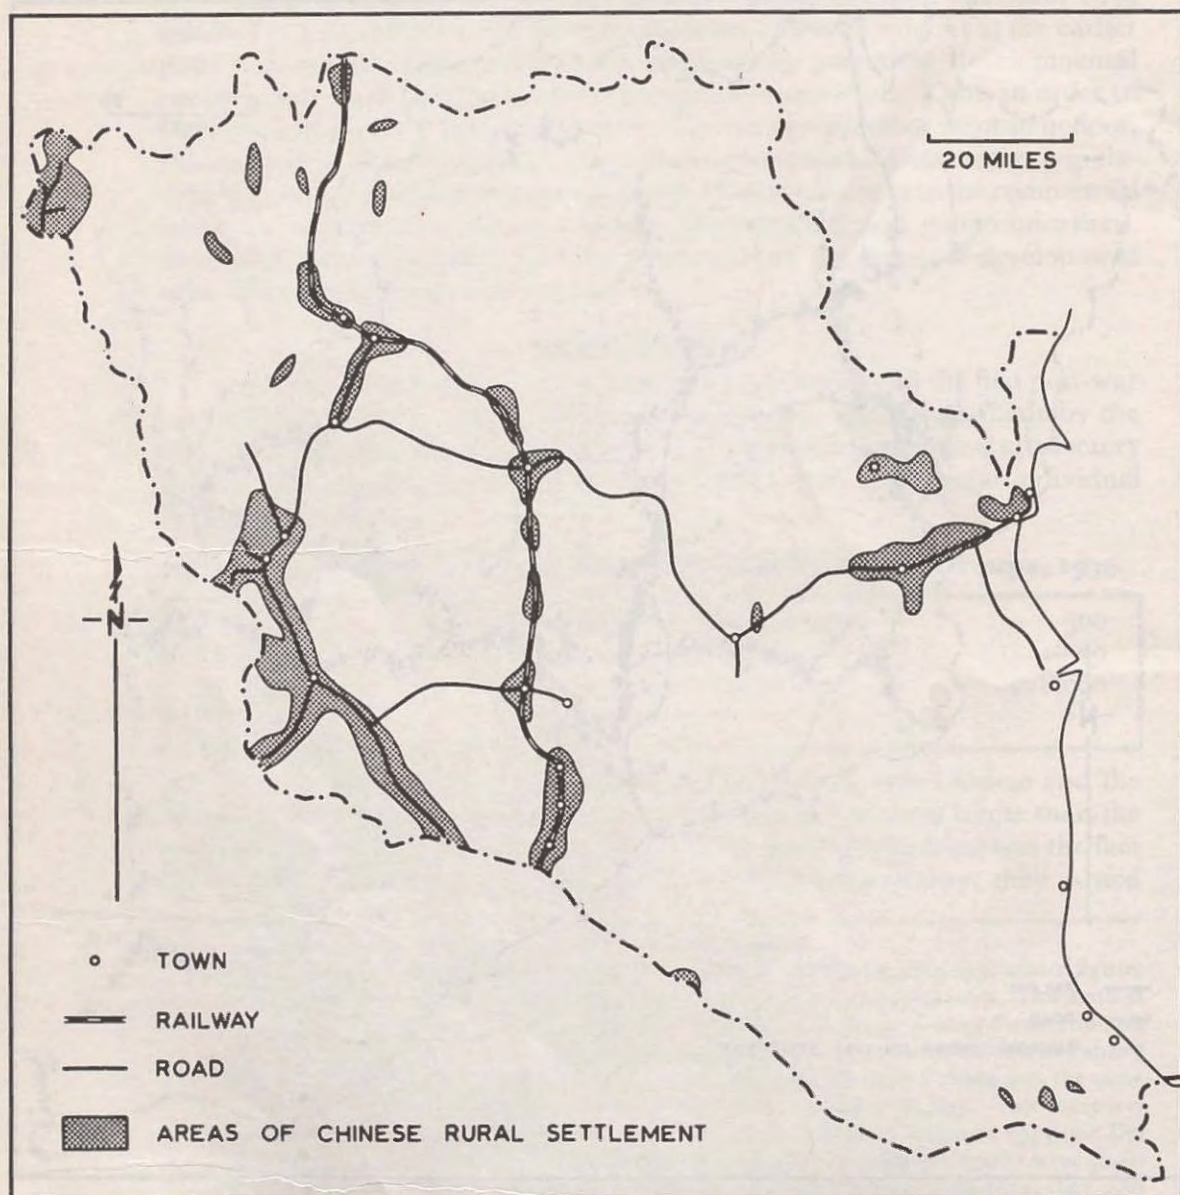 20 MILES
N
TOWN
RAILWAY
ROAD
AREAS OF CHINESE RURAL SETTLEMENT